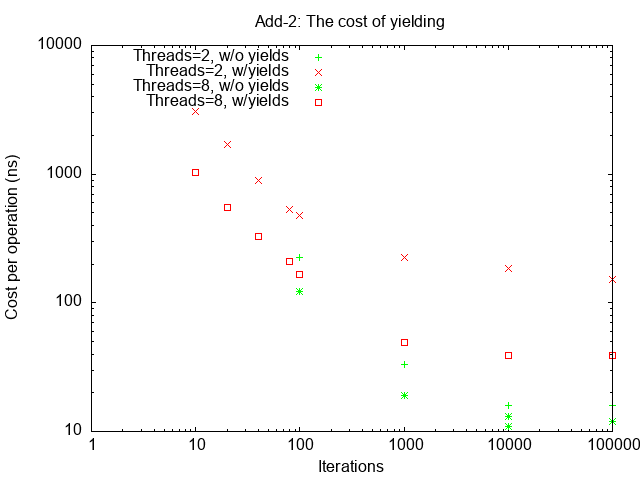 Add-2: The cost of yielding
10000
1000
100
10
Cost per operation (ns)
Threads=2, w/o yields
Threads=2, w/yields
Threads=8, w/o yields
Threads=8, w/yields
1 10 100 1000 10000 100000
Iterations